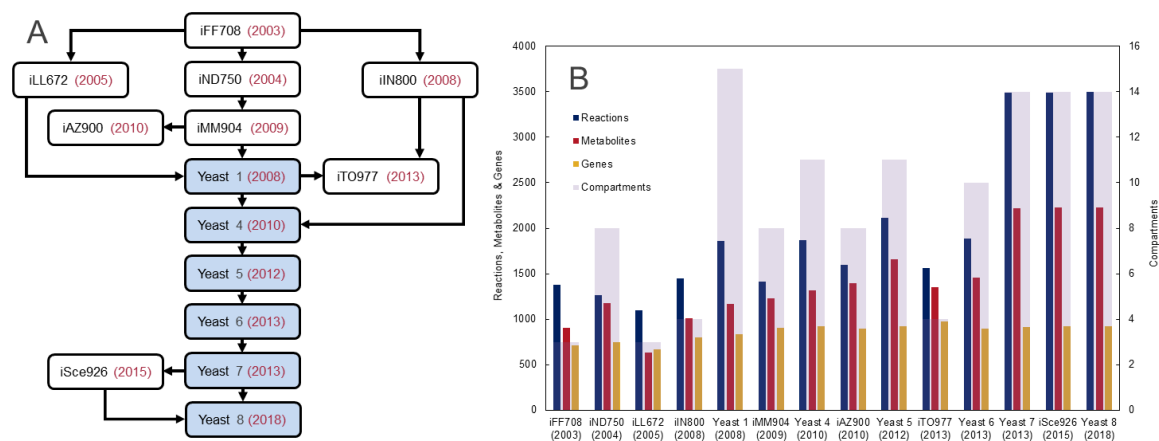 A
iFF708 (2003)
iLL672 (2005)
iND750 (2004)
iIN800 (2008)
iAZ900 (2010)
iMM904 (2009)
Yeast 1 (2008)
iTO977 (2013)
Yeast 4 (2010)
Yeast 5 (2012)
Yeast 6 (2013)
iSce926 (2015)
Yeast 7 (2013)
Yeast 8 (2018)
B
Reactions, Metabolites & Genes
4000
3500
3000
2500
2000
1500
1000
500
0
Reactions
Metabolites
Genes
Compartments
16
14
12
10
8
6
4
2
0
Compartments
iFF708 iND750 iLL672 iIN800 Yeast 1 iMM904 Yeast 4 iAZ900 Yeast 5 iTO977 Yeast 6 Yeast 7 iSce926 Yeast 8
(2003) (2004) (2005) (2008) (2008) (2009) (2010) (2010) (2012) (2013) (2013) (2013) (2015) (2018)